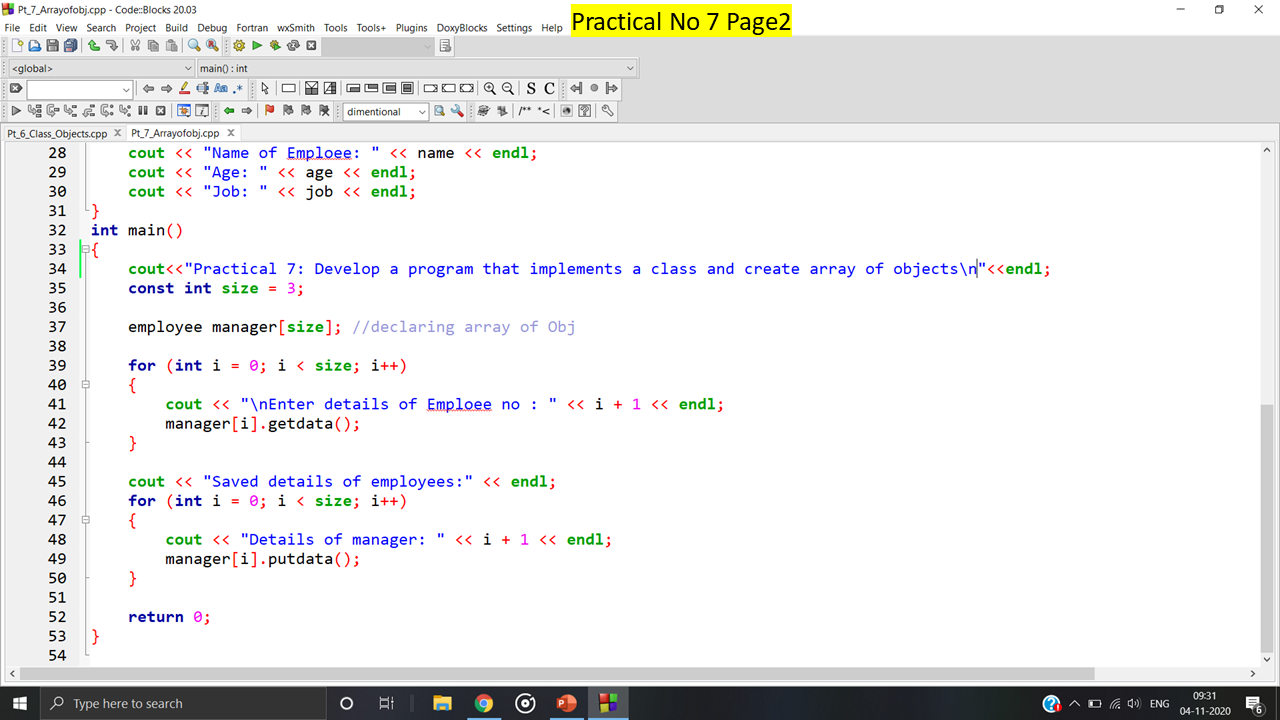 Pt_7_Arrayofobj.cpp - Code::Blocks 20.03
Practical No 7 Page2
File Edit View Search Project Build Debug Fortran wxSmith Tools Tools+ Plugins DoxyBlocks Settings Help
<global> main() : int
Aa .* S C
dimentional /** *<
Pt_6_Class_Objects.cpp Pt_7_Arrayofobj.cpp
28 cout << "Name of Emploee: " << name << endl;
29 cout << "Age: " << age << endl;
30 cout << "Job: " << job << endl;
31 }
32 int main()
33 {
34 cout<<"Practical 7: Develop a program that implements a class and create array of objects\n"<<endl;
35 const int size = 3;
36
37 employee manager[size]; //declaring array of Obj
38
39 for (int i = 0; i < size; i++)
40 {
41 cout << "\nEnter details of Emploee no : " << i + 1 << endl;
42 manager[i].getdata();
43 }
44
45 cout << "Saved details of employees:" << endl;
46 for (int i = 0; i < size; i++)
47 {
48 cout << "Details of manager: " << i + 1 << endl;
49 manager[i].putdata();
50 }
51
52 return 0;
53 }
54
Type here to search
ENG
09:31
04-11-2020
6